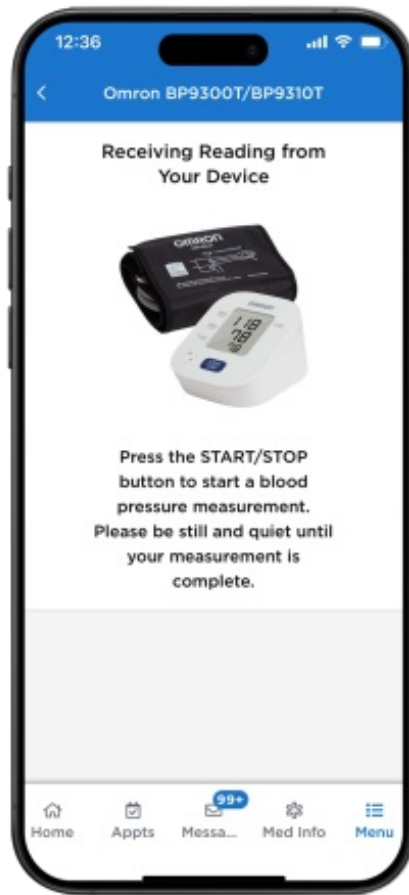 12:36
Omron BP9300T/BP9310T
Receiving Reading from
Your Device
OMRON
Press the START/STOP
button to start a blood
pressure measurement.
Please be still and quiet until
your measurement is
complete.
99+
Home
Appts
Messa...
Med Info
Menu